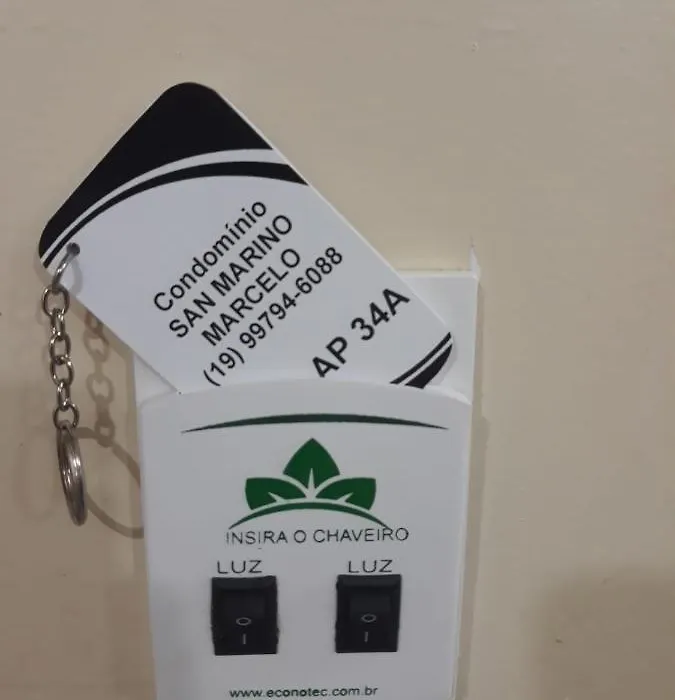 Condomínio
SAN MARINO
MARCELO
(19) 99794-6088
AP 34A
INSIRA O CHAVEIRO
LUZ LUZ
www.econotec.com.br